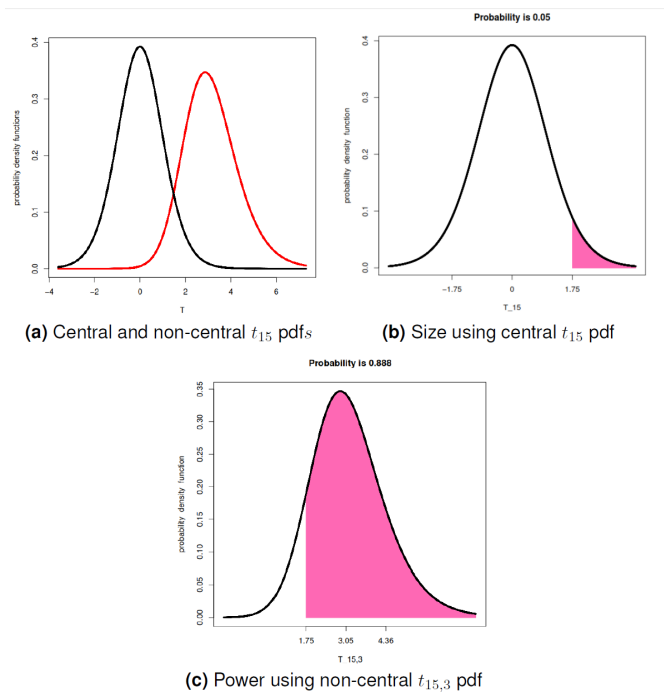 Probability is 0.05
probability density functions
0.0 0.1 0.2 0.3 0.4
−4 −2 0 2 4 6
T
probability density function
0.0 0.1 0.2 0.3 0.4
−1.75 0 1.75
T_15
(a) Central and non-central t15 pdfs
(b) Size using central t15 pdf
Probability is 0.888
probability density function
0.00 0.05 0.10 0.15 0.20 0.25 0.30 0.35
1.75 3.05 4.36
T 15,3
(c) Power using non-central t15,3 pdf